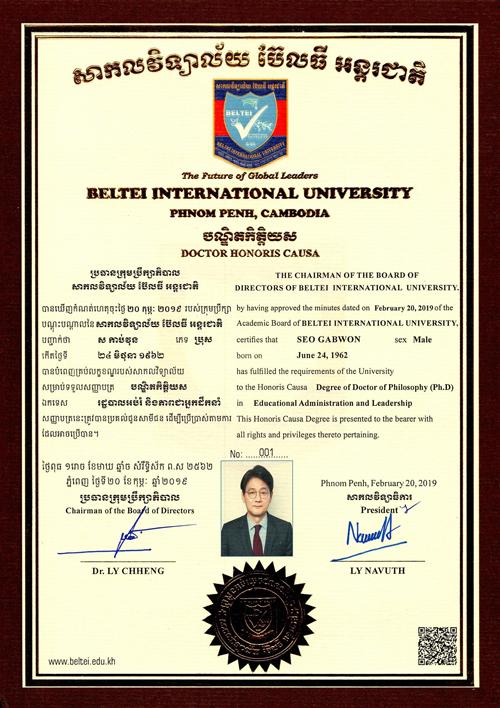 សាកលវិទ្យាល័យ ប៊ែលធី អន្តរជាតិ
BELTEI
The Future of Global Leaders
BELTEI INTERNATIONAL UNIVERSITY
PHNOM PENH, CAMBODIA
បណ្ឌិតកិត្តិយស
DOCTOR HONORIS CAUSA
ប្រធានក្រុមប្រឹក្សាភិបាល
សាកលវិទ្យាល័យ ប៊ែលធី អន្តរជាតិ
បានឃើញកំណត់ហេតុចុះថ្ងៃ ២០ កុម្ភៈ ២០១៩ របស់ក្រុមប្រឹក្សា
បណ្តុះបណ្តាលនៃសាកលវិទ្យាល័យ ប៊ែលធី អន្តរជាតិ
បញ្ជាក់ថា ស កាប់វុន ភេទ ប្រុស
កើតថ្ងៃទី ២៤ មិថុនា ១៩៦២
បានបំពេញគ្រប់លក្ខខណ្ឌរបស់សាកលវិទ្យាល័យ
សម្រាប់ទទួលសញ្ញាបត្រ បណ្ឌិតកិត្តិយស
ឯកទេស រដ្ឋបាលអប់រំ និងភាពជាអ្នកដឹកនាំ
សញ្ញាបត្រនេះត្រូវបានប្រគល់ជូនសាមីជន ដើម្បីប្រើប្រាស់តាមការ
ដែលអាចប្រើបាន។
THE CHAIRMAN OF THE BOARD OF
DIRECTORS OF BELTEI INTERNATIONAL UNIVERSITY.
by having approved the minutes dated on February 20, 2019 of the
Academic Board of BELTEI INTERNATIONAL UNIVERSITY,
certifies that SEO GABWON sex Male
born on June 24, 1962
has fulfilled the requirements of the University
to the Honoris Causa Degree of Doctor of Philosophy (Ph.D)
in Educational Administration and Leadership
This Honoris Causa Degree is presented to the bearer with
all rights and privileges thereto pertaining.
No: ......001......
ថ្ងៃពុធ ១រោច ខែមាឃ ឆ្នាំច សំរឹទ្ធិស័ក ព.ស ២៥៦២
ភ្នំពេញ ថ្ងៃទី២០ ខែកុម្ភៈ ឆ្នាំ២០១៩
ប្រធានក្រុមប្រឹក្សាភិបាល
Chairman of the Board of Directors
Dr. LY CHHENG
Phnom Penh, February 20, 2019
សាកលវិទ្យាធិការ
President
LY NAVUTH
www.beltei.edu.kh